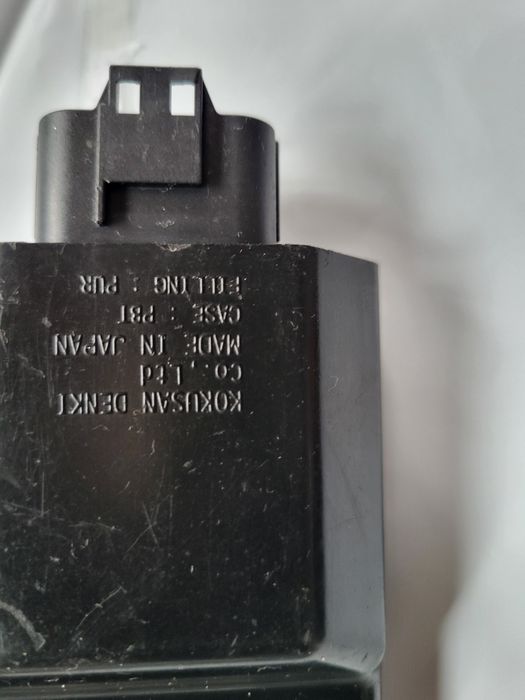 KOKUSAN DENKI
Co.,Ltd
MADE IN JAPAN
CASE : PBT
FILLING : PUR